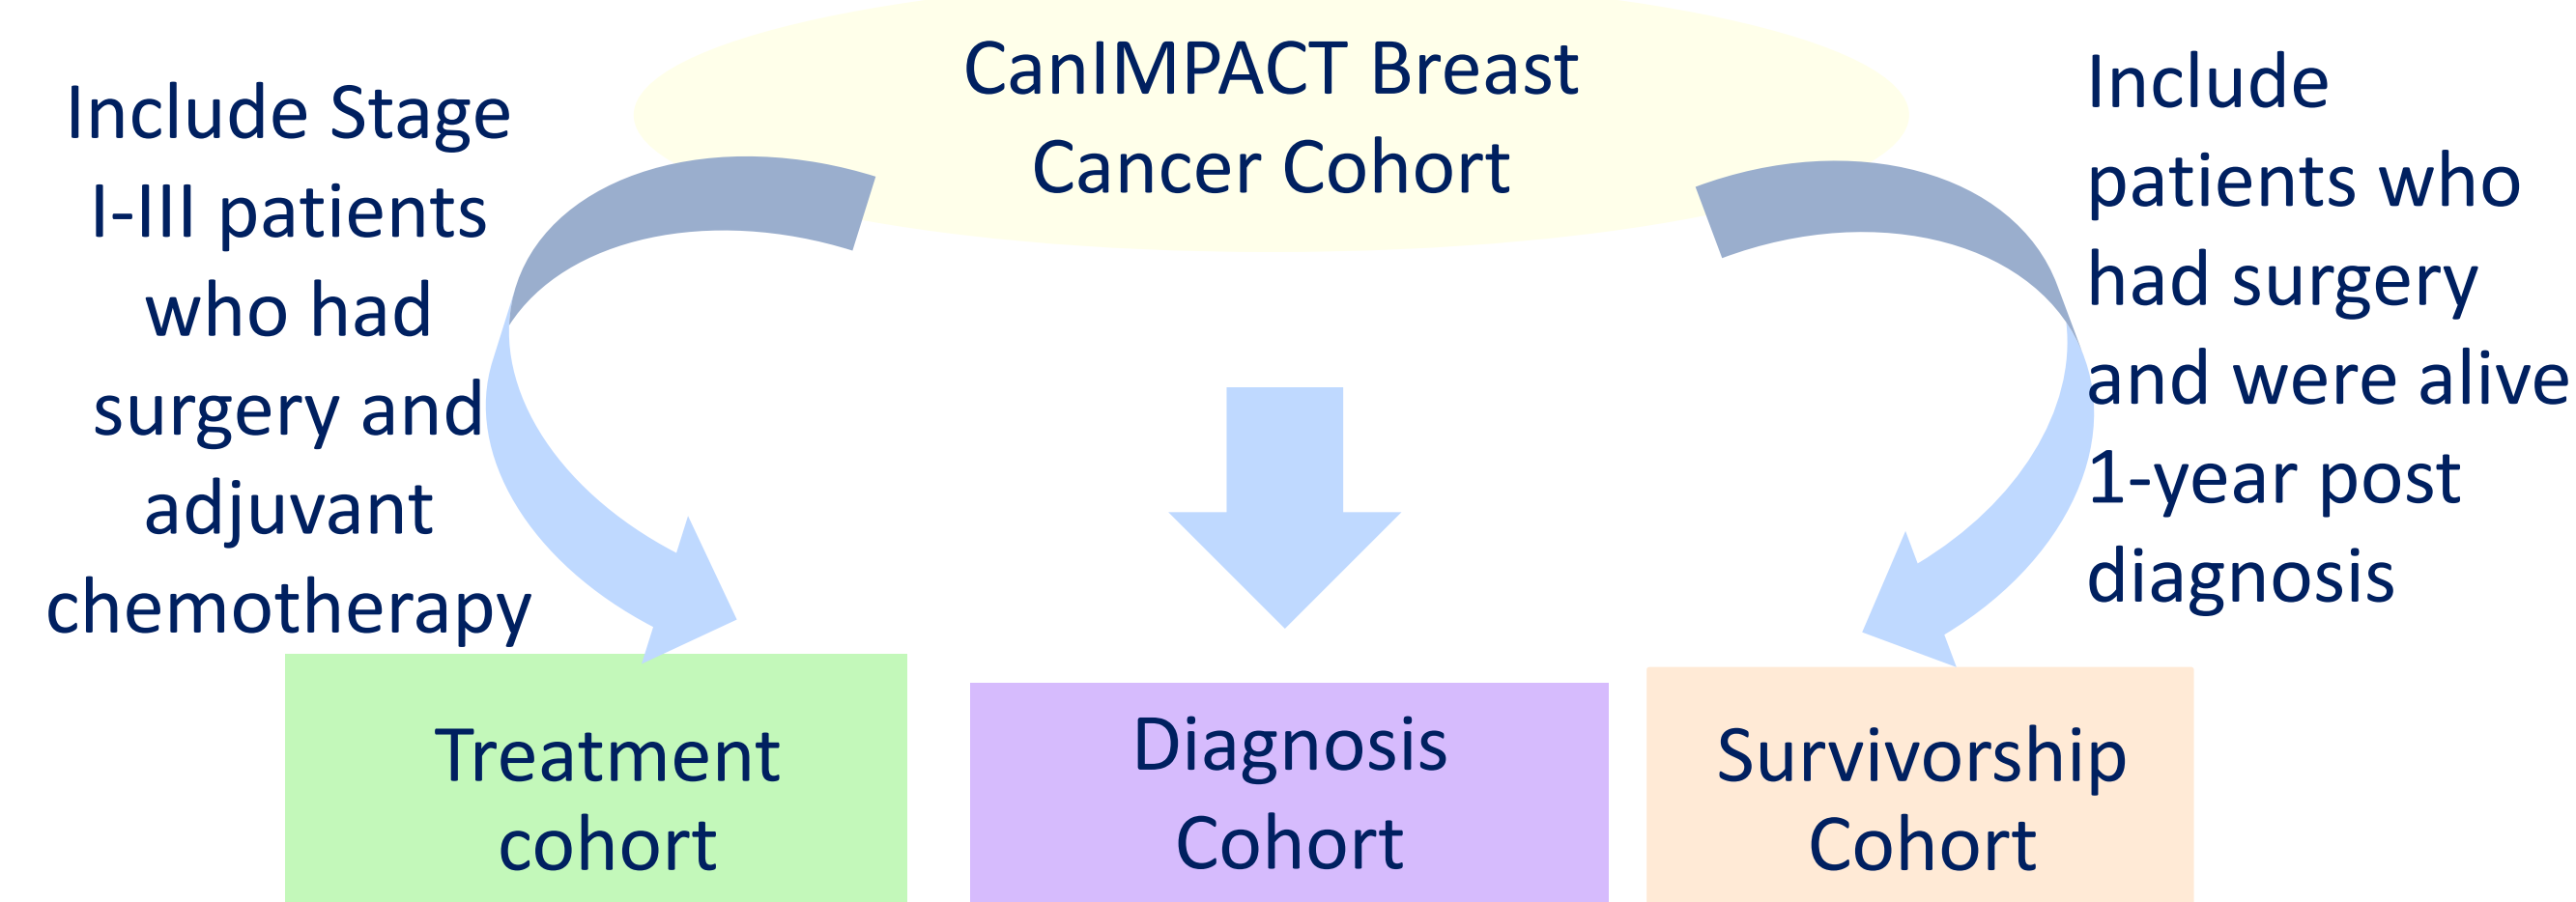 CanIMPACT Breast
Cancer Cohort
Include Stage
I-III patients
who had
surgery and
adjuvant
chemotherapy
Include
patients who
had surgery
and were alive
1-year post
diagnosis
Treatment
cohort
Diagnosis
Cohort
Survivorship
Cohort